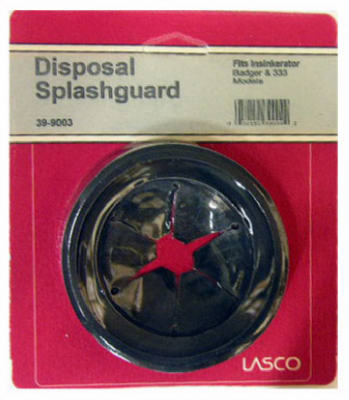 Disposal
Splashguard
39-9003
Fits Insinkerator
Badger & 333
Models
LASCO